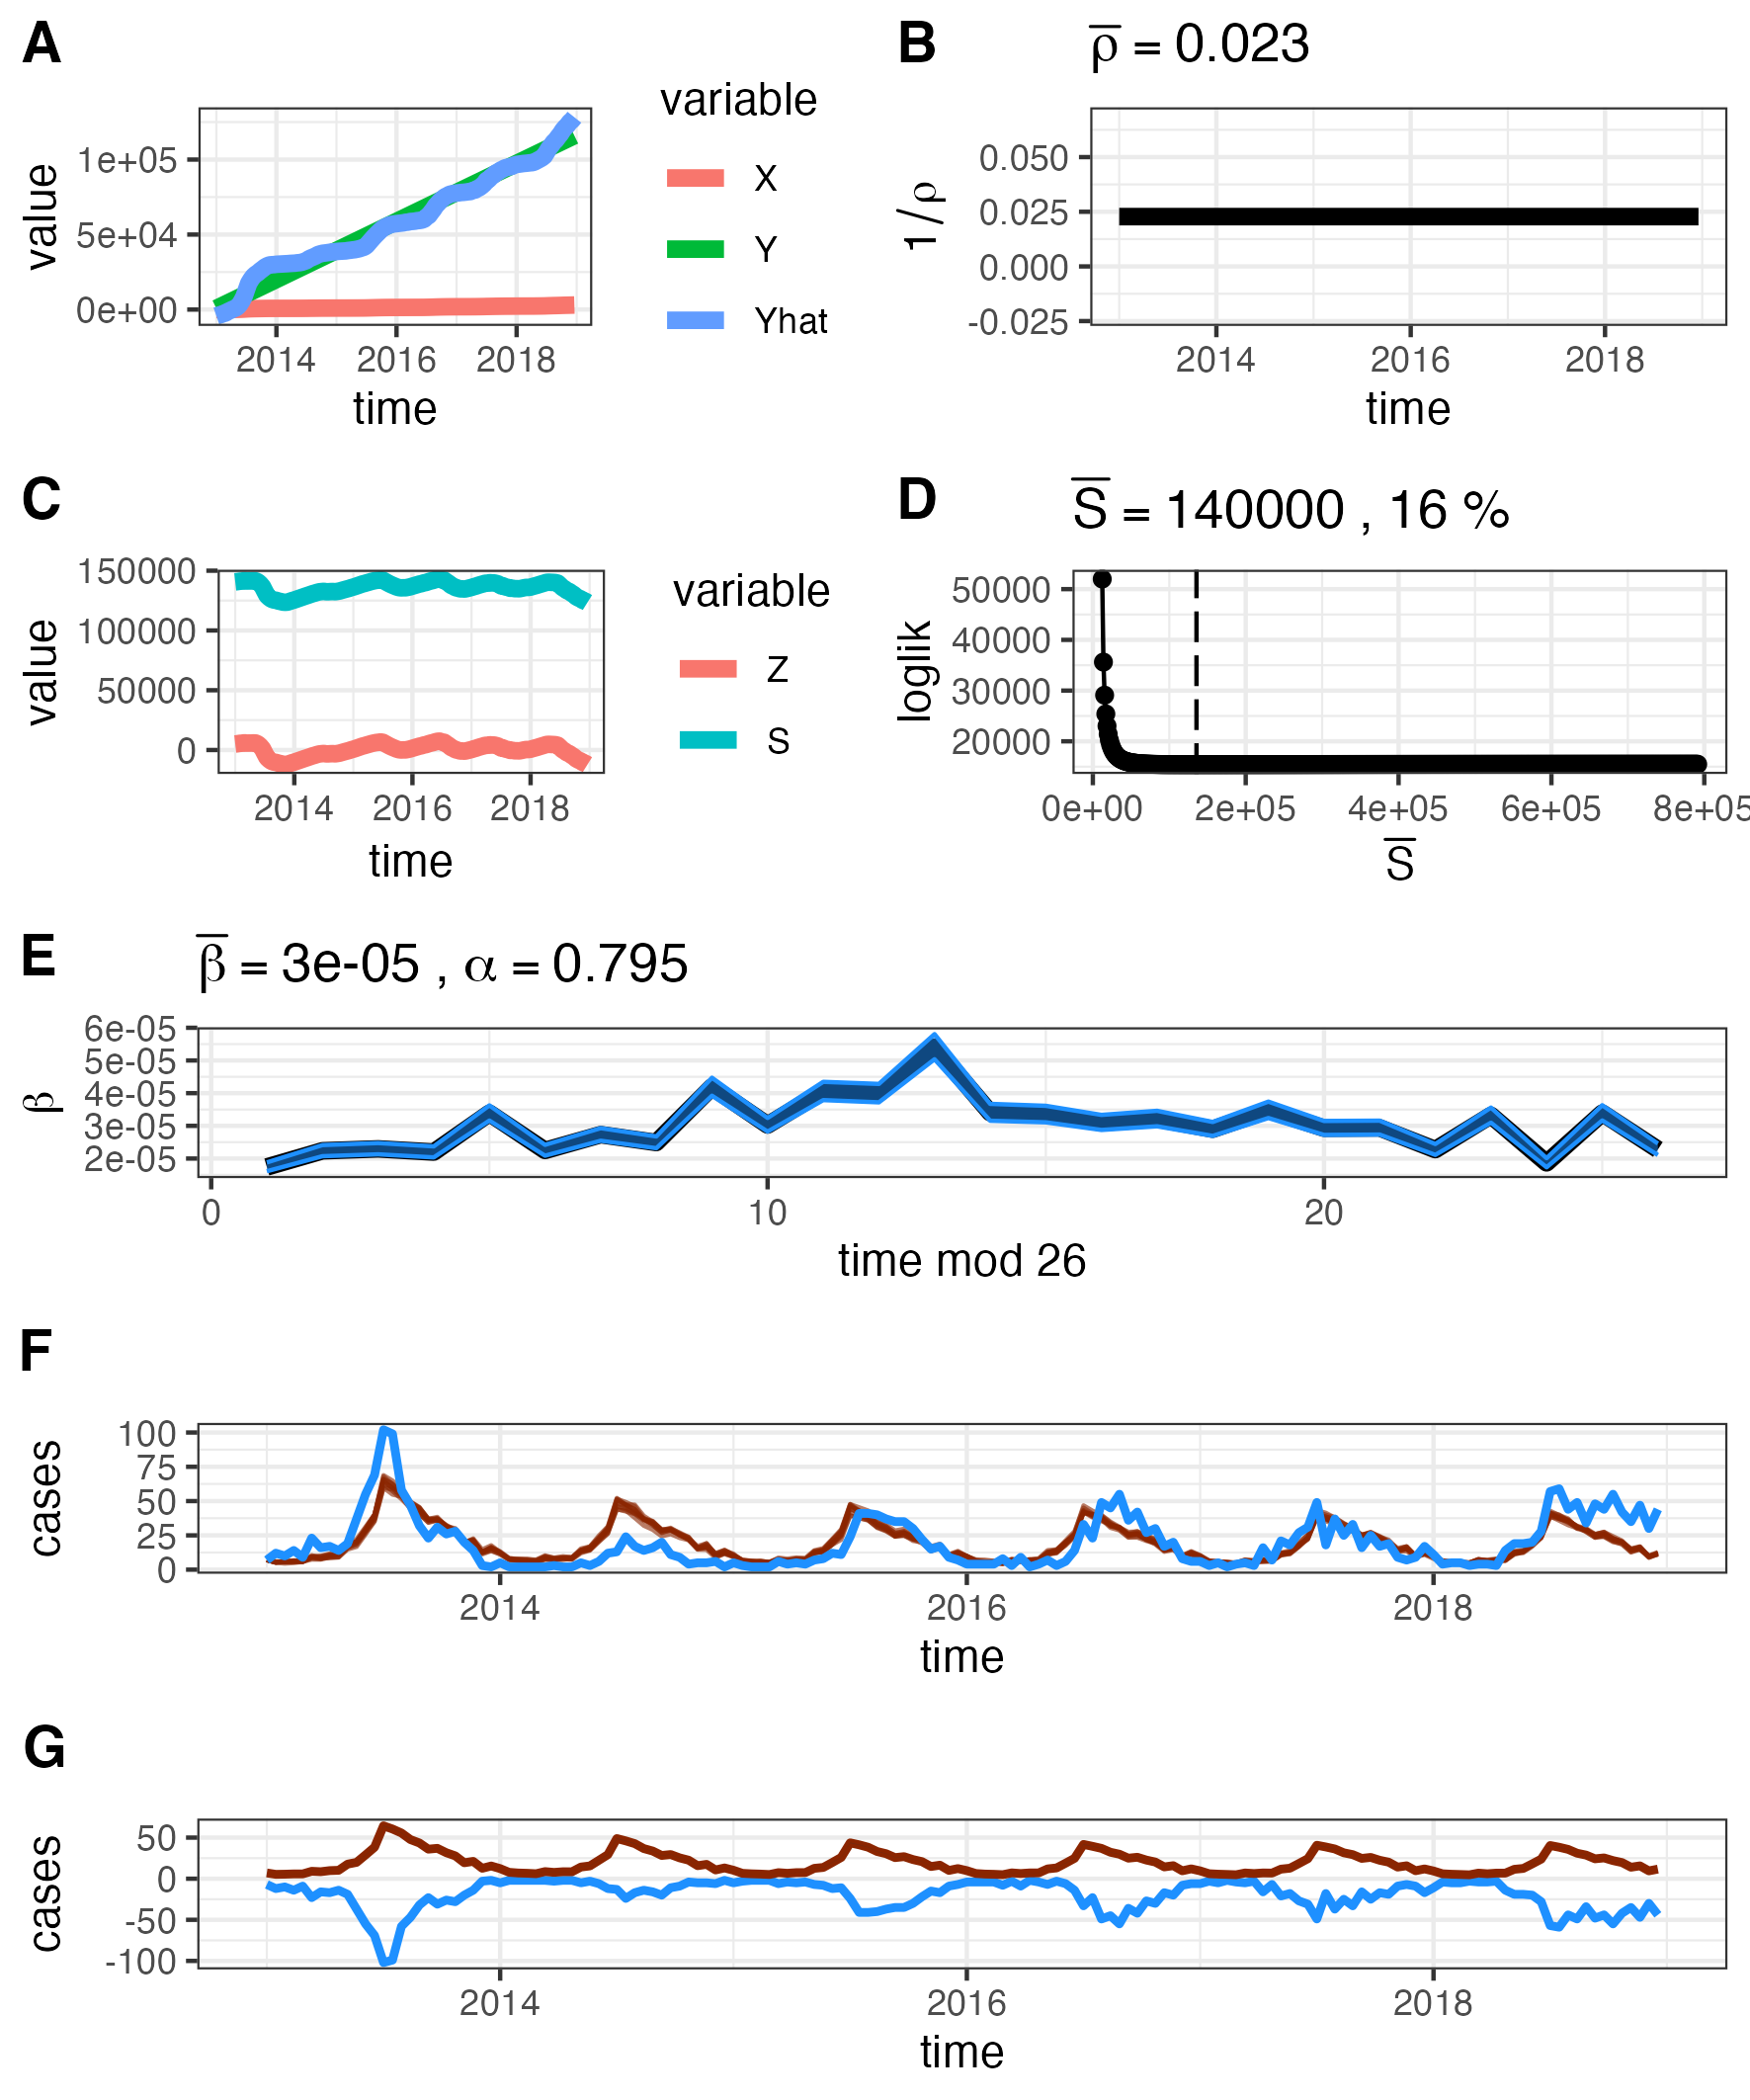 A
value
1e+05
5e+04
0e+00
2014 2016 2018
time
variable
X
Y
Yhat
B
ρ̅ = 0.023
1/ρ
0.050
0.025
0.000
-0.025
2014 2016 2018
time
C
value
150000
100000
50000
0
2014 2016 2018
time
variable
Z
S
D
S̅ = 140000 , 16 %
loglik
50000
40000
30000
20000
0e+00 2e+05 4e+05 6e+05 8e+05
S̅
E
β̅ = 3e-05 , α = 0.795
β
6e-05
5e-05
4e-05
3e-05
2e-05
0 10 20
time mod 26
F
cases
100
75
50
25
0
2014 2016 2018
time
G
cases
50
0
-50
-100
2014 2016 2018
time